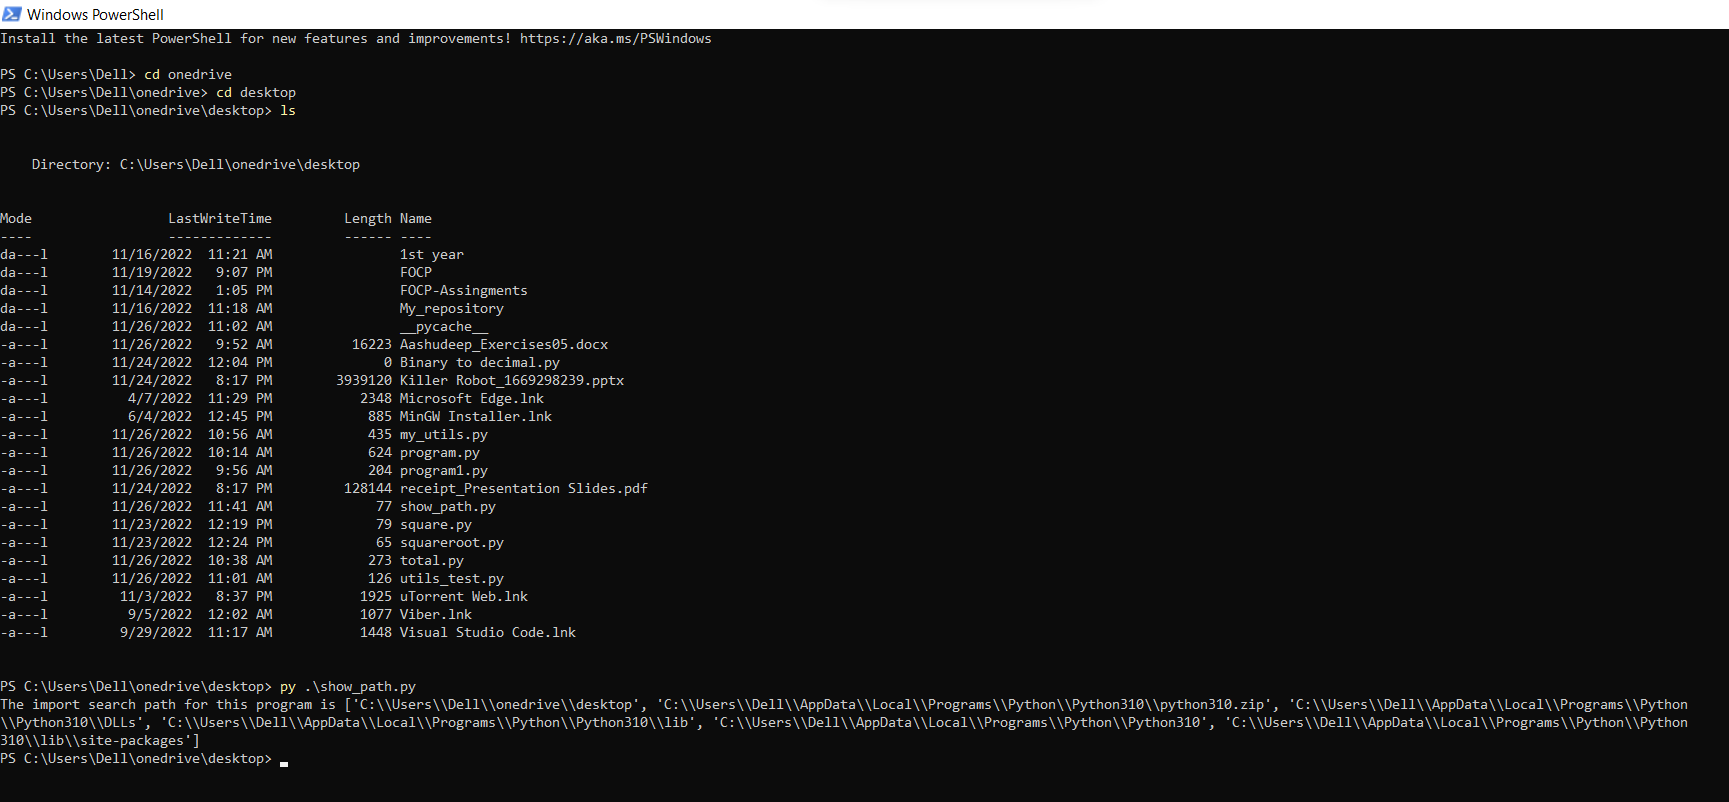 Windows PowerShell
Install the latest PowerShell for new features and improvements! https://aka.ms/PSWindows
PS C:\Users\Dell> cd onedrive
PS C:\Users\Dell\onedrive> cd desktop
PS C:\Users\Dell\onedrive\desktop> ls
    Directory: C:\Users\Dell\onedrive\desktop
Mode                 LastWriteTime         Length Name
----                 -------------         ------ ----
da---l        11/16/2022  11:21 AM                1st year
da---l        11/19/2022   9:07 PM                FOCP
da---l        11/14/2022   1:05 PM                FOCP-Assingments
da---l        11/16/2022  11:18 AM                My_repository
da---l        11/26/2022  11:02 AM                __pycache__
-a---l        11/26/2022   9:52 AM          16223 Aashudeep_Exercises05.docx
-a---l        11/24/2022  12:04 PM              0 Binary to decimal.py
-a---l        11/24/2022   8:17 PM        3939120 Killer Robot_1669298239.pptx
-a---l          4/7/2022  11:29 PM           2348 Microsoft Edge.lnk
-a---l          6/4/2022  12:45 PM            885 MinGW Installer.lnk
-a---l        11/26/2022  10:56 AM            435 my_utils.py
-a---l        11/26/2022  10:14 AM            624 program.py
-a---l        11/26/2022   9:56 AM            204 program1.py
-a---l        11/24/2022   8:17 PM         128144 receipt_Presentation Slides.pdf
-a---l        11/26/2022  11:41 AM             77 show_path.py
-a---l        11/23/2022  12:19 PM             79 square.py
-a---l        11/23/2022  12:24 PM             65 squareroot.py
-a---l        11/26/2022  10:38 AM            273 total.py
-a---l        11/26/2022  11:01 AM            126 utils_test.py
-a---l         11/3/2022   8:37 PM           1925 uTorrent Web.lnk
-a---l          9/5/2022  12:02 AM           1077 Viber.lnk
-a---l         9/29/2022  11:17 AM           1448 Visual Studio Code.lnk
PS C:\Users\Dell\onedrive\desktop> py .\show_path.py
The import search path for this program is ['C:\\Users\\Dell\\onedrive\\desktop', 'C:\\Users\\Dell\\AppData\\Local\\Programs\\Python\\Python310\\python310.zip', 'C:\\Users\\Dell\\AppData\\Local\\Programs\\Python
\\Python310\\DLLs', 'C:\\Users\\Dell\\AppData\\Local\\Programs\\Python\\Python310\\lib', 'C:\\Users\\Dell\\AppData\\Local\\Programs\\Python\\Python310', 'C:\\Users\\Dell\\AppData\\Local\\Programs\\Python\\Python
310\\lib\\site-packages']
PS C:\Users\Dell\onedrive\desktop>